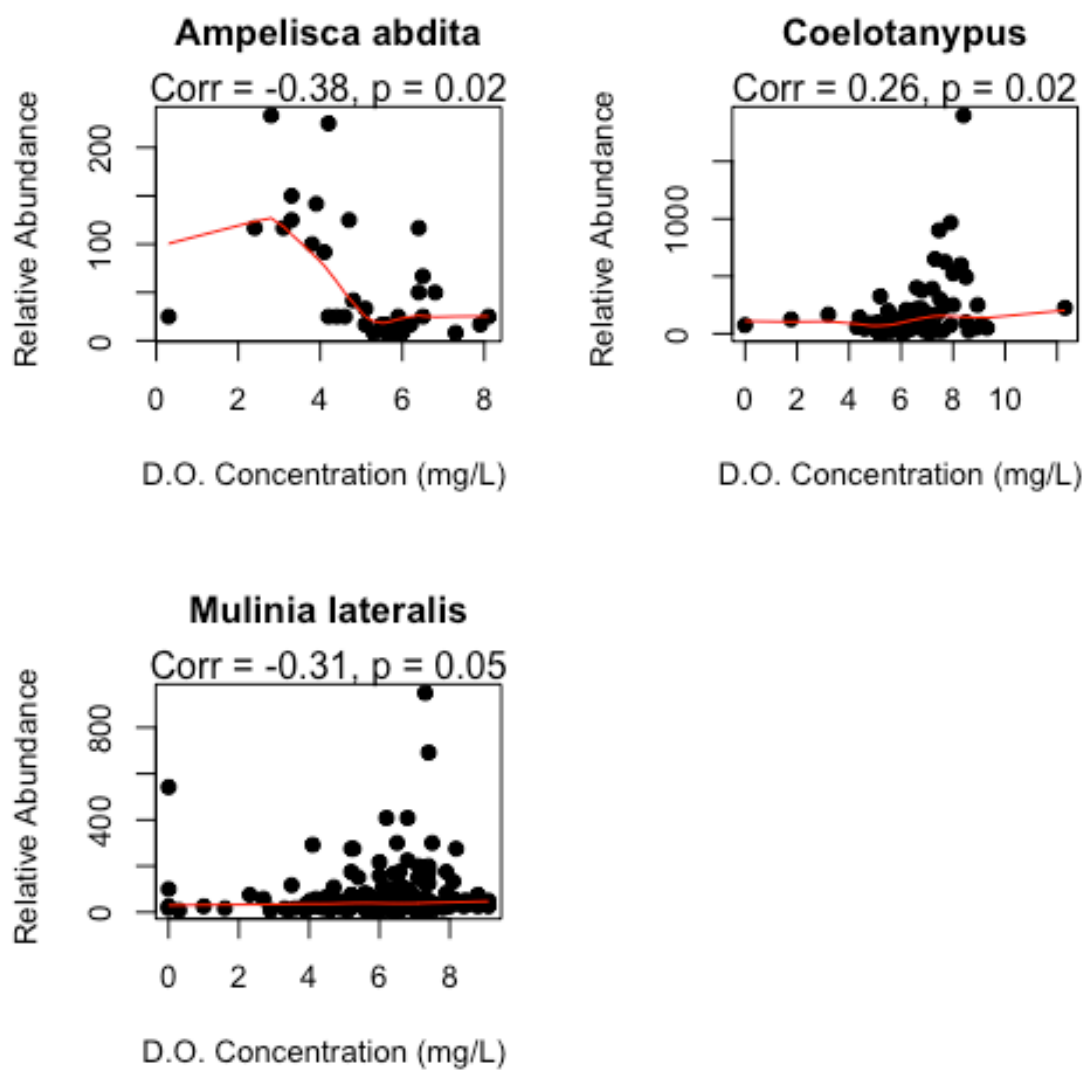 Ampelisca abdita
Corr = -0.38, p = 0.02
Relative Abundance
0 100 200
0 2 4 6 8
D.O. Concentration (mg/L)
Coelotanypus
Corr = 0.26, p = 0.02
Relative Abundance
0 1000
0 2 4 6 8 10
D.O. Concentration (mg/L)
Mulinia lateralis
Corr = -0.31, p = 0.05
Relative Abundance
0 400 800
0 2 4 6 8
D.O. Concentration (mg/L)